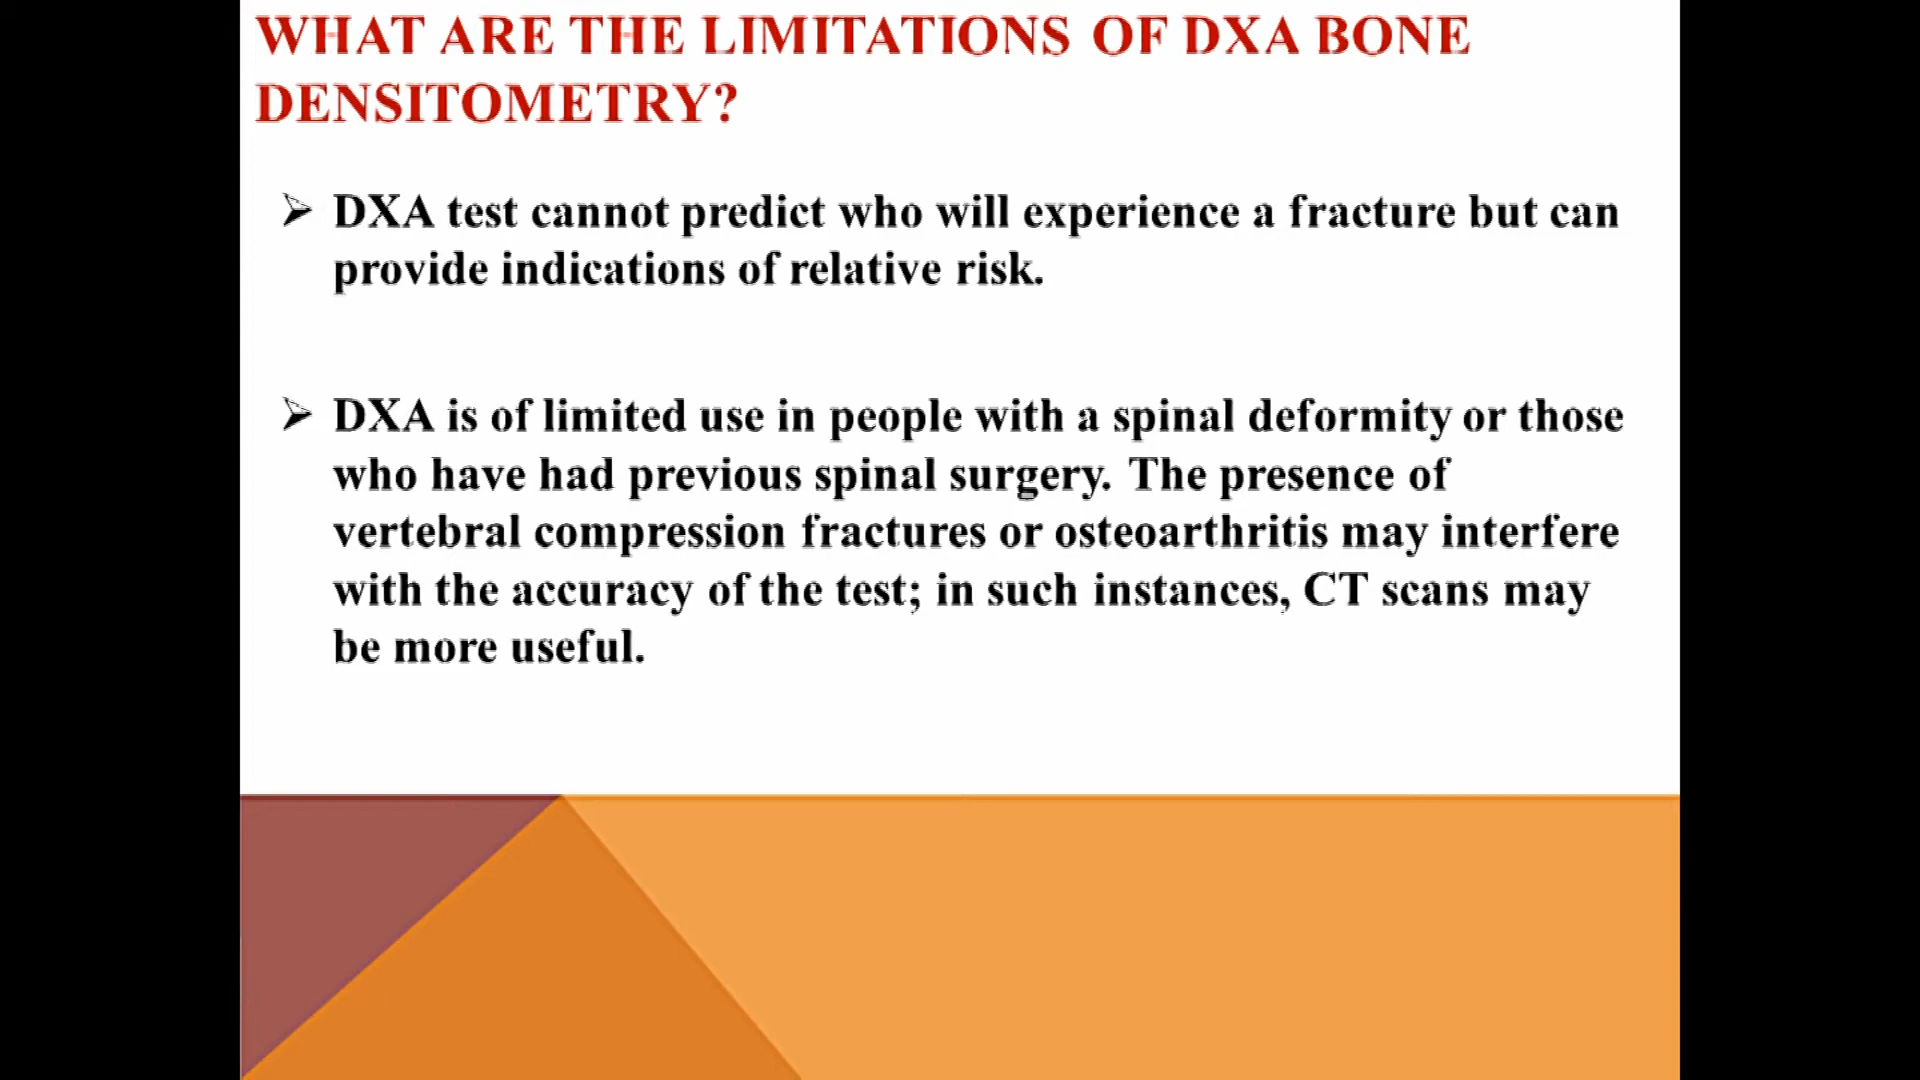 WHAT ARE THE LIMITATIONS OF DXA BONE
DENSITOMETRY?
➢ DXA test cannot predict who will experience a fracture but can
provide indications of relative risk.
➢ DXA is of limited use in people with a spinal deformity or those
who have had previous spinal surgery. The presence of
vertebral compression fractures or osteoarthritis may interfere
with the accuracy of the test; in such instances, CT scans may
be more useful.